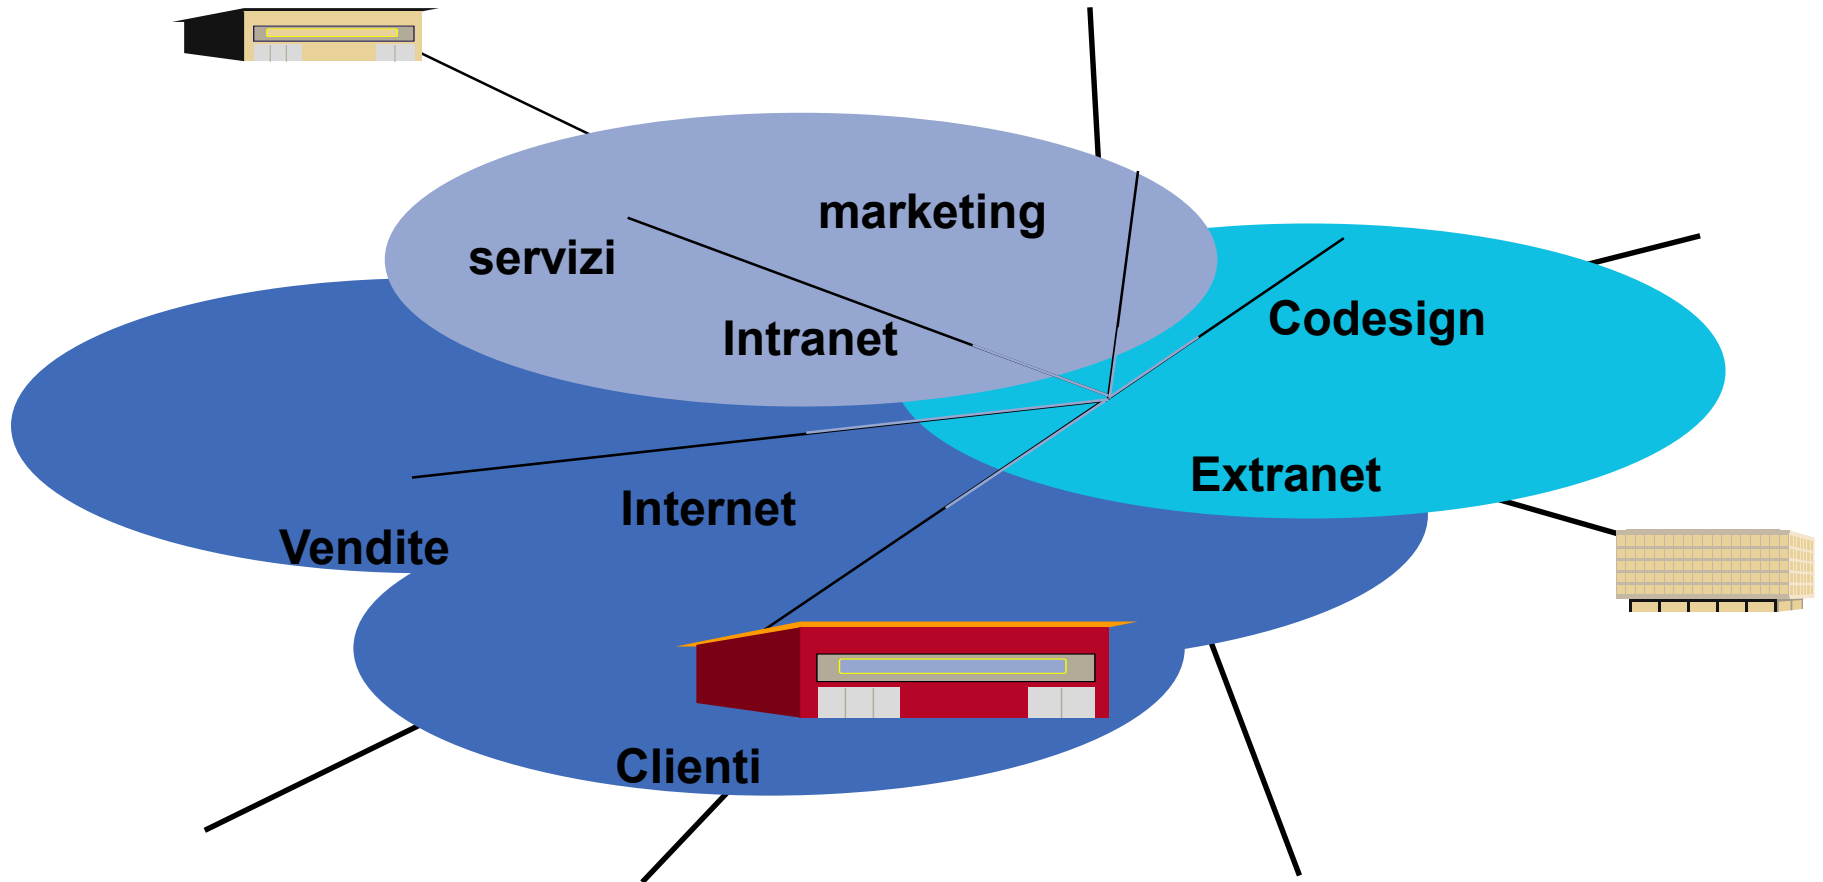 marketing
servizi
Intranet
Codesign
Extranet
Internet
Vendite
Clienti